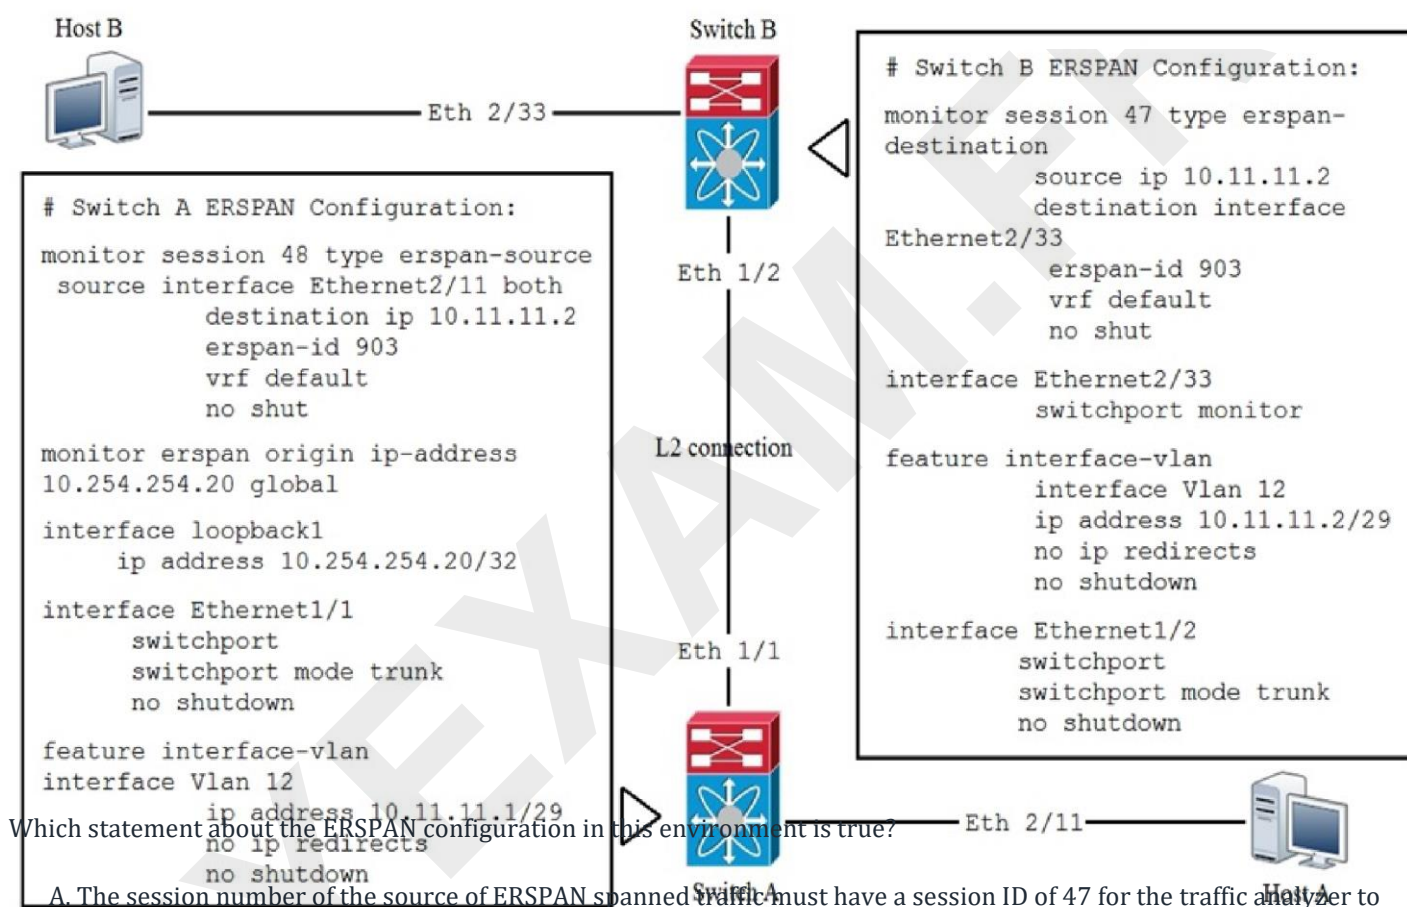 Host B
Switch B
Eth 2/33
# Switch B ERSPAN Configuration:
monitor session 47 type erspan-
destination
source ip 10.11.11.2
destination interface
Ethernet2/33
erspan-id 903
vrf default
no shut
interface Ethernet2/33
switchport monitor
feature interface-vlan
interface Vlan 12
ip address 10.11.11.2/29
no ip redirects
no shutdown
interface Ethernet1/2
switchport
switchport mode trunk
no shutdown
# Switch A ERSPAN Configuration:
monitor session 48 type erspan-source
source interface Ethernet2/11 both
destination ip 10.11.11.2
erspan-id 903
vrf default
no shut
monitor erspan origin ip-address
10.254.254.20 global
interface loopback1
ip address 10.254.254.20/32
interface Ethernet1/1
switchport
switchport mode trunk
no shutdown
feature interface-vlan
interface Vlan 12
ip address 10.11.11.1/29
no ip redirects
no shutdown
Eth 1/2
L2 connection
Eth 1/1
Eth 2/11
Switch A
Host A
Which statement about the ERSPAN configuration in this environment is true?
A. The session number of the source of ERSPAN spanned traffic must have a session ID of 47 for the traffic analyzer to